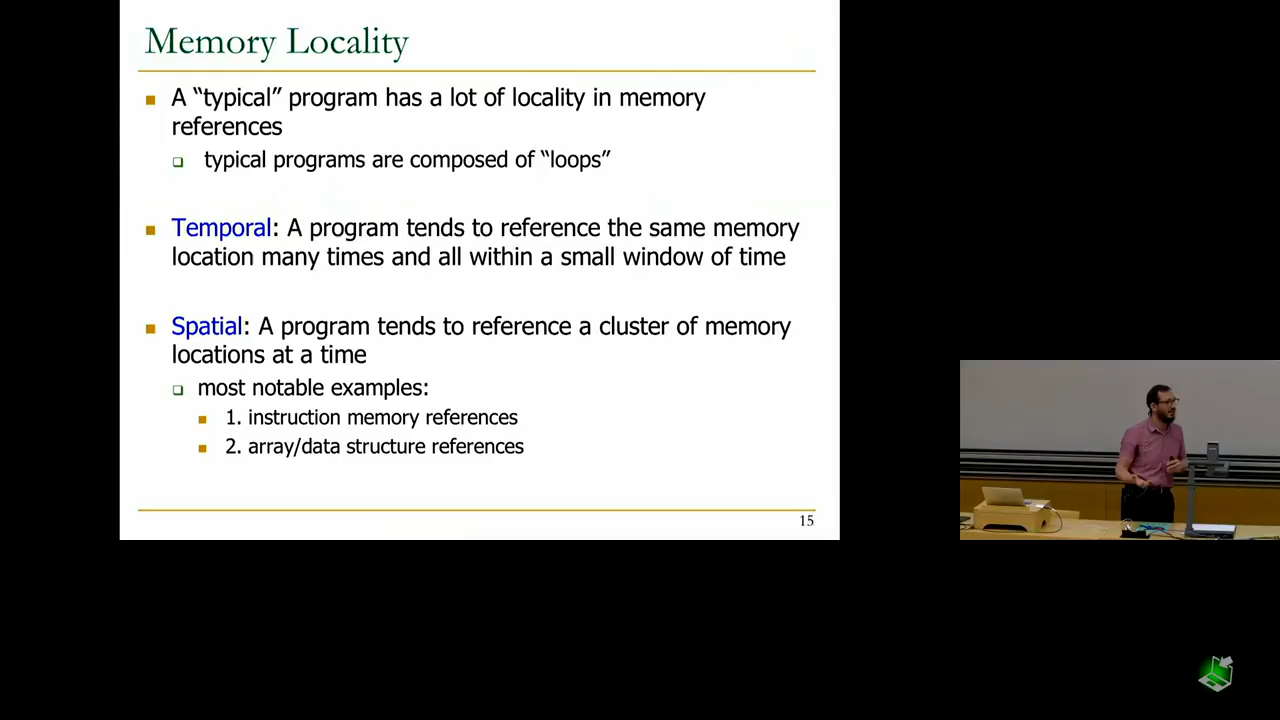 Memory Locality
A “typical” program has a lot of locality in memory
references
typical programs are composed of “loops”
Temporal: A program tends to reference the same memory
location many times and all within a small window of time
Spatial: A program tends to reference a cluster of memory
locations at a time
most notable examples:
1. instruction memory references
2. array/data structure references
15